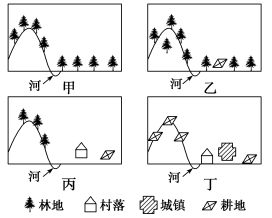 河 甲
河 乙
河 丙
河 丁
林地 村落 城镇 耕地